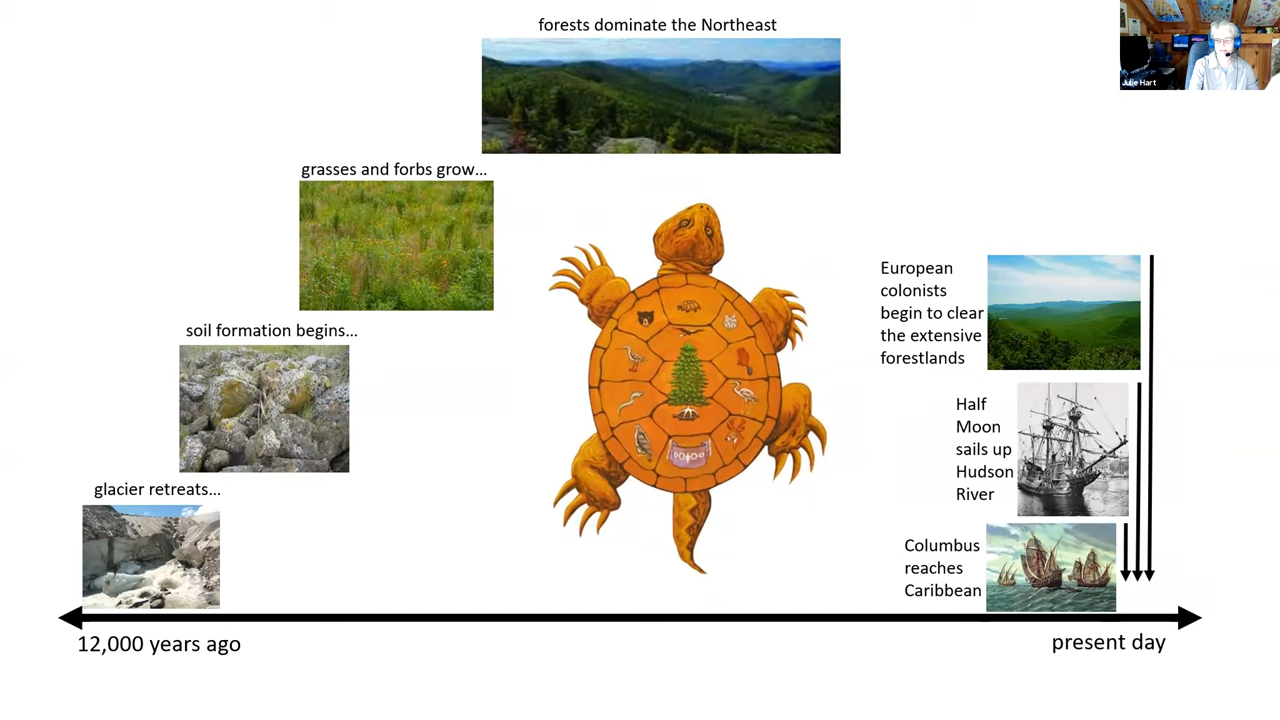 forests dominate the Northeast
Julie Hart
grasses and forbs grow…
soil formation begins…
glacier retreats…
European
colonists
begin to clear
the extensive
forestlands
Half
Moon
sails up
Hudson
River
Columbus
reaches
Caribbean
12,000 years ago
present day